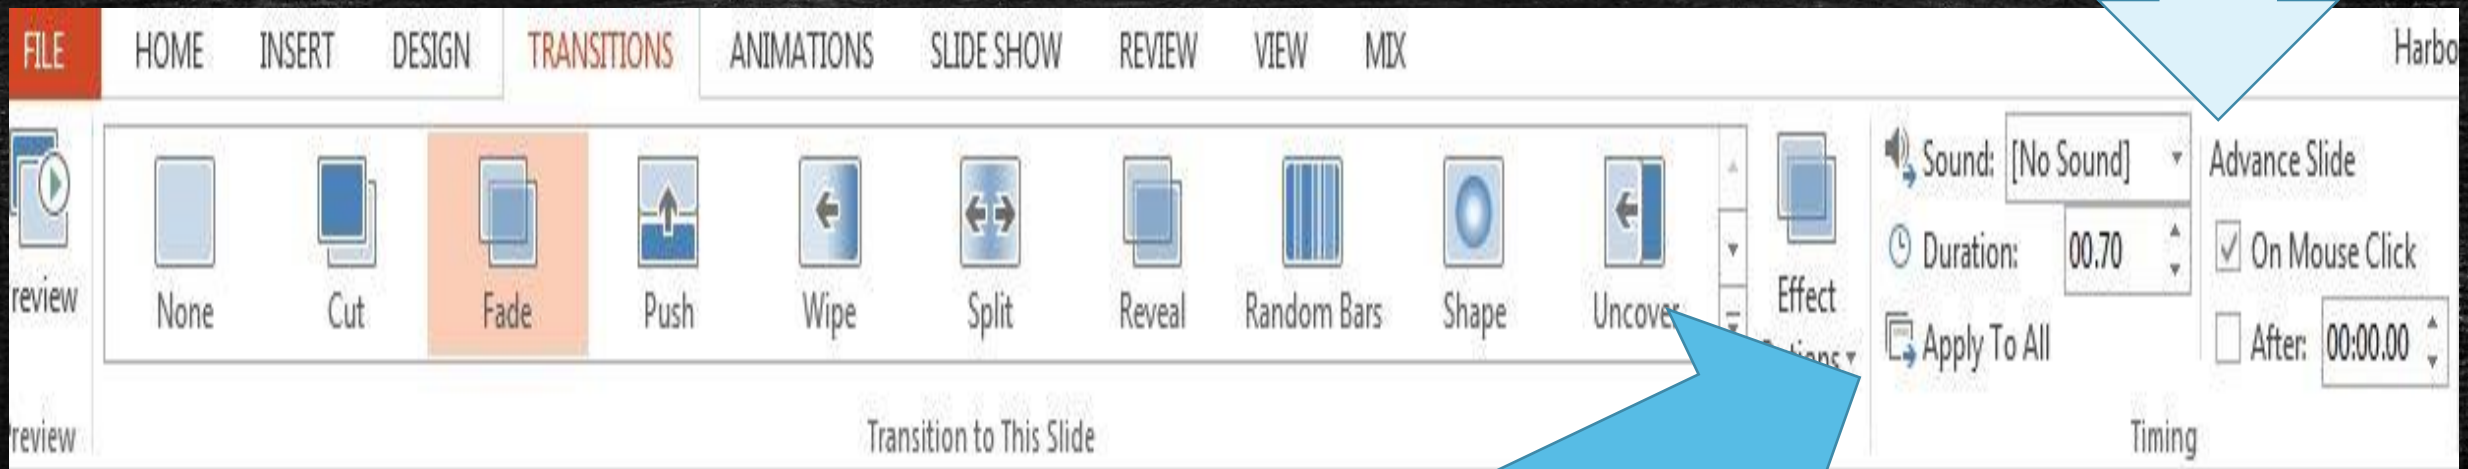 FILE HOME INSERT DESIGN TRANSITIONS ANIMATIONS SLIDE SHOW REVIEW VIEW MIX Harbo
Sound: [No Sound] Advance Slide
Duration: 00.70 On Mouse Click
review None Cut Fade Push Wipe Split Reveal Random Bars Shape Uncover Effect
Apply To All After: 00:00.00
review Transition to This Slide Timing